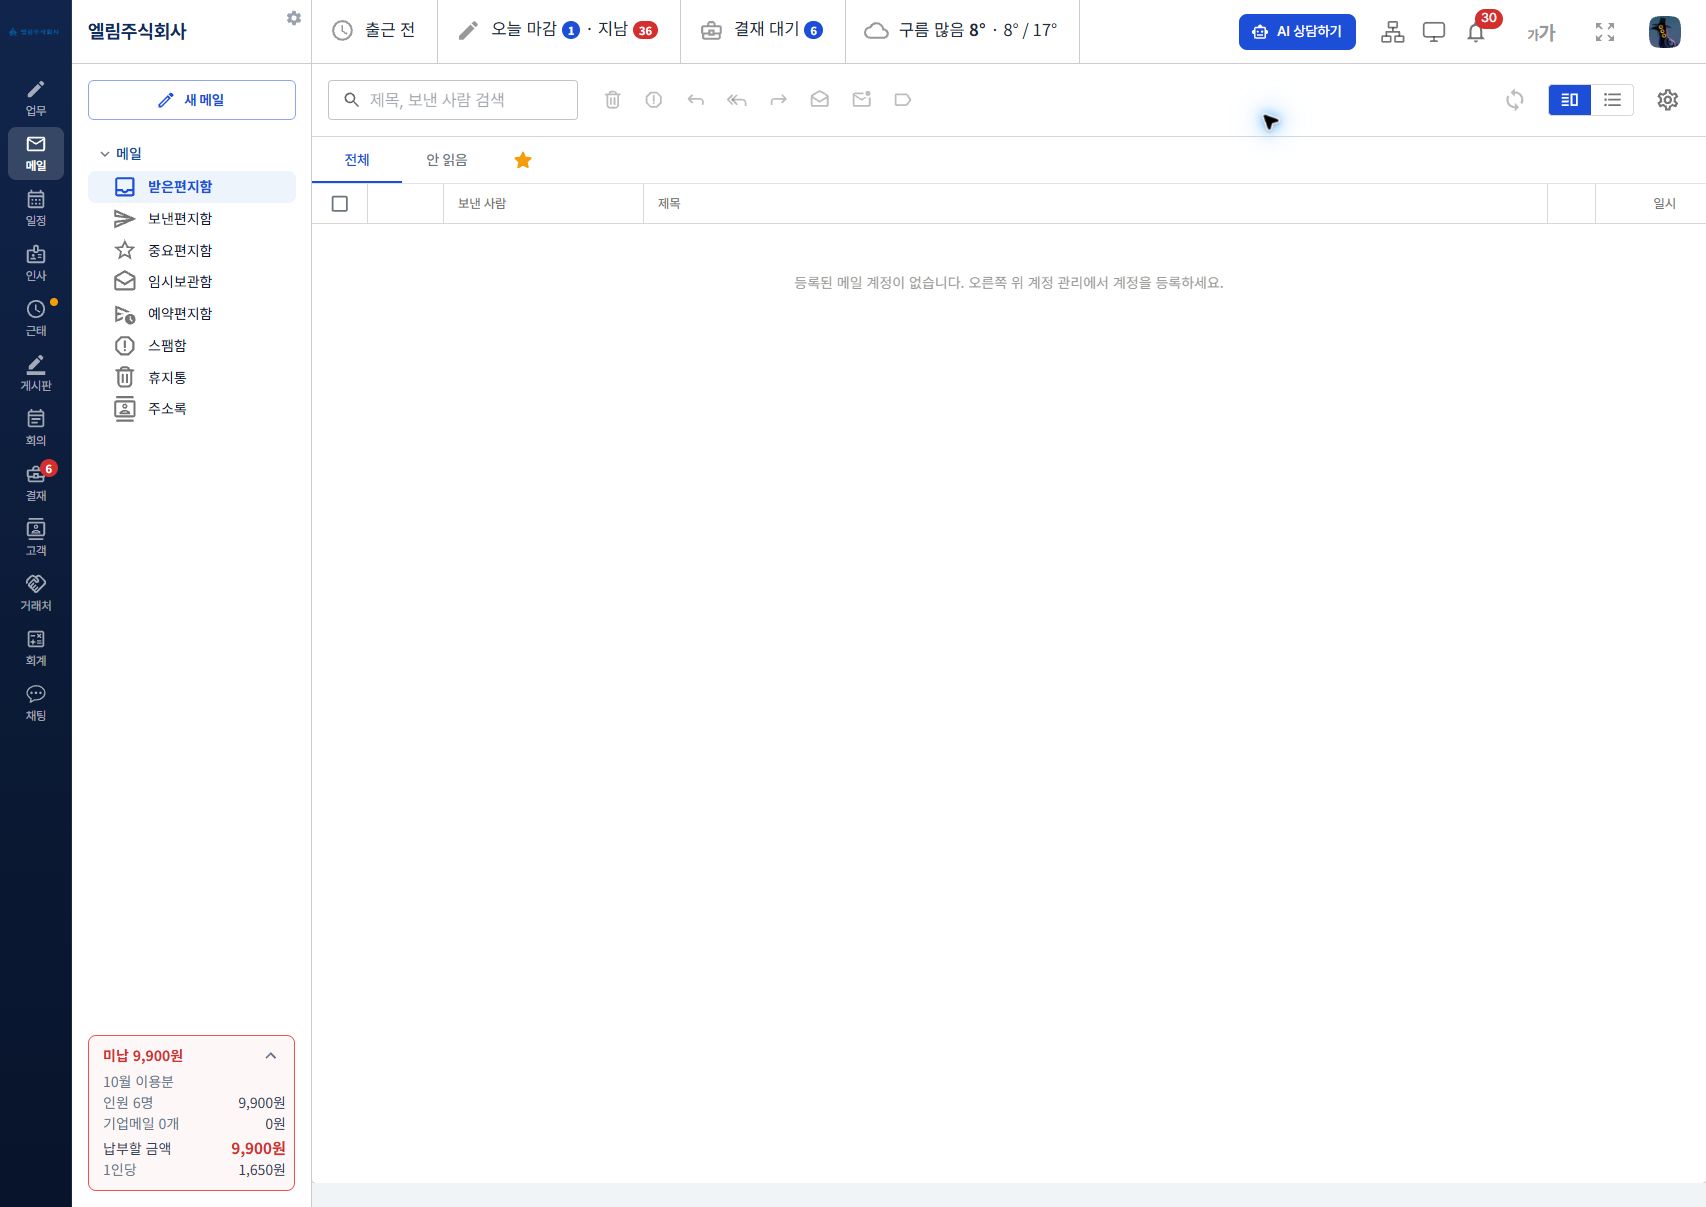 엘림주식회사
엘림주식회사
출근 전
오늘 마감 1 · 지남 36
결재 대기 6
구름 많음 8° · 8° / 17°
AI 상담하기
30
가가
업무
메일
일정
인사
근태
게시판
회의
6
결재
고객
거래처
회계
채팅
새 메일
메일
받은편지함
보낸편지함
중요편지함
임시보관함
예약편지함
스팸함
휴지통
주소록
제목, 보낸 사람 검색
전체
안 읽음
보낸 사람
제목
일시
등록된 메일 계정이 없습니다. 오른쪽 위 계정 관리에서 계정을 등록하세요.
미납 9,900원
10월 이용분
인원 6명 9,900원
기업메일 0개 0원
납부할 금액 9,900원
1인당 1,650원